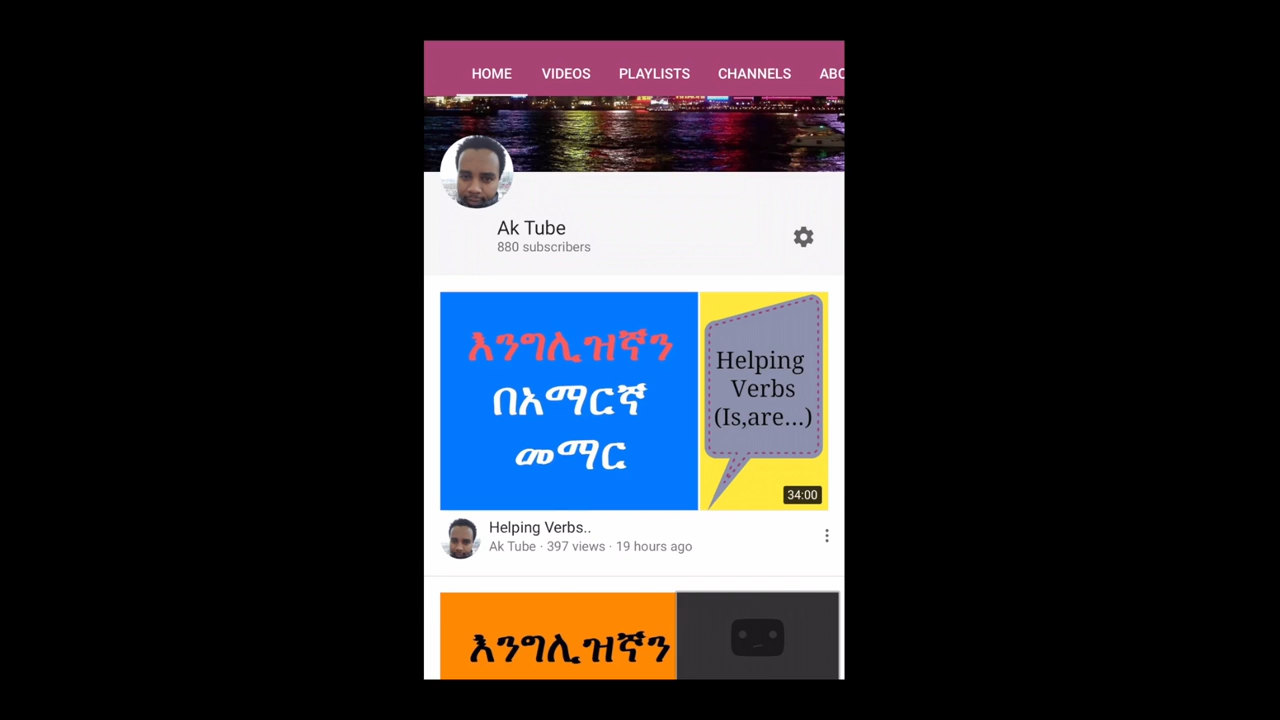 HOME VIDEOS PLAYLISTS CHANNELS ABO
Ak Tube
880 subscribers
እንግሊዝኛን
በአማርኛ
መማር
Helping
Verbs
(Is,are...)
34:00
Helping Verbs..
Ak Tube · 397 views · 19 hours ago
እንግሊዝኛን